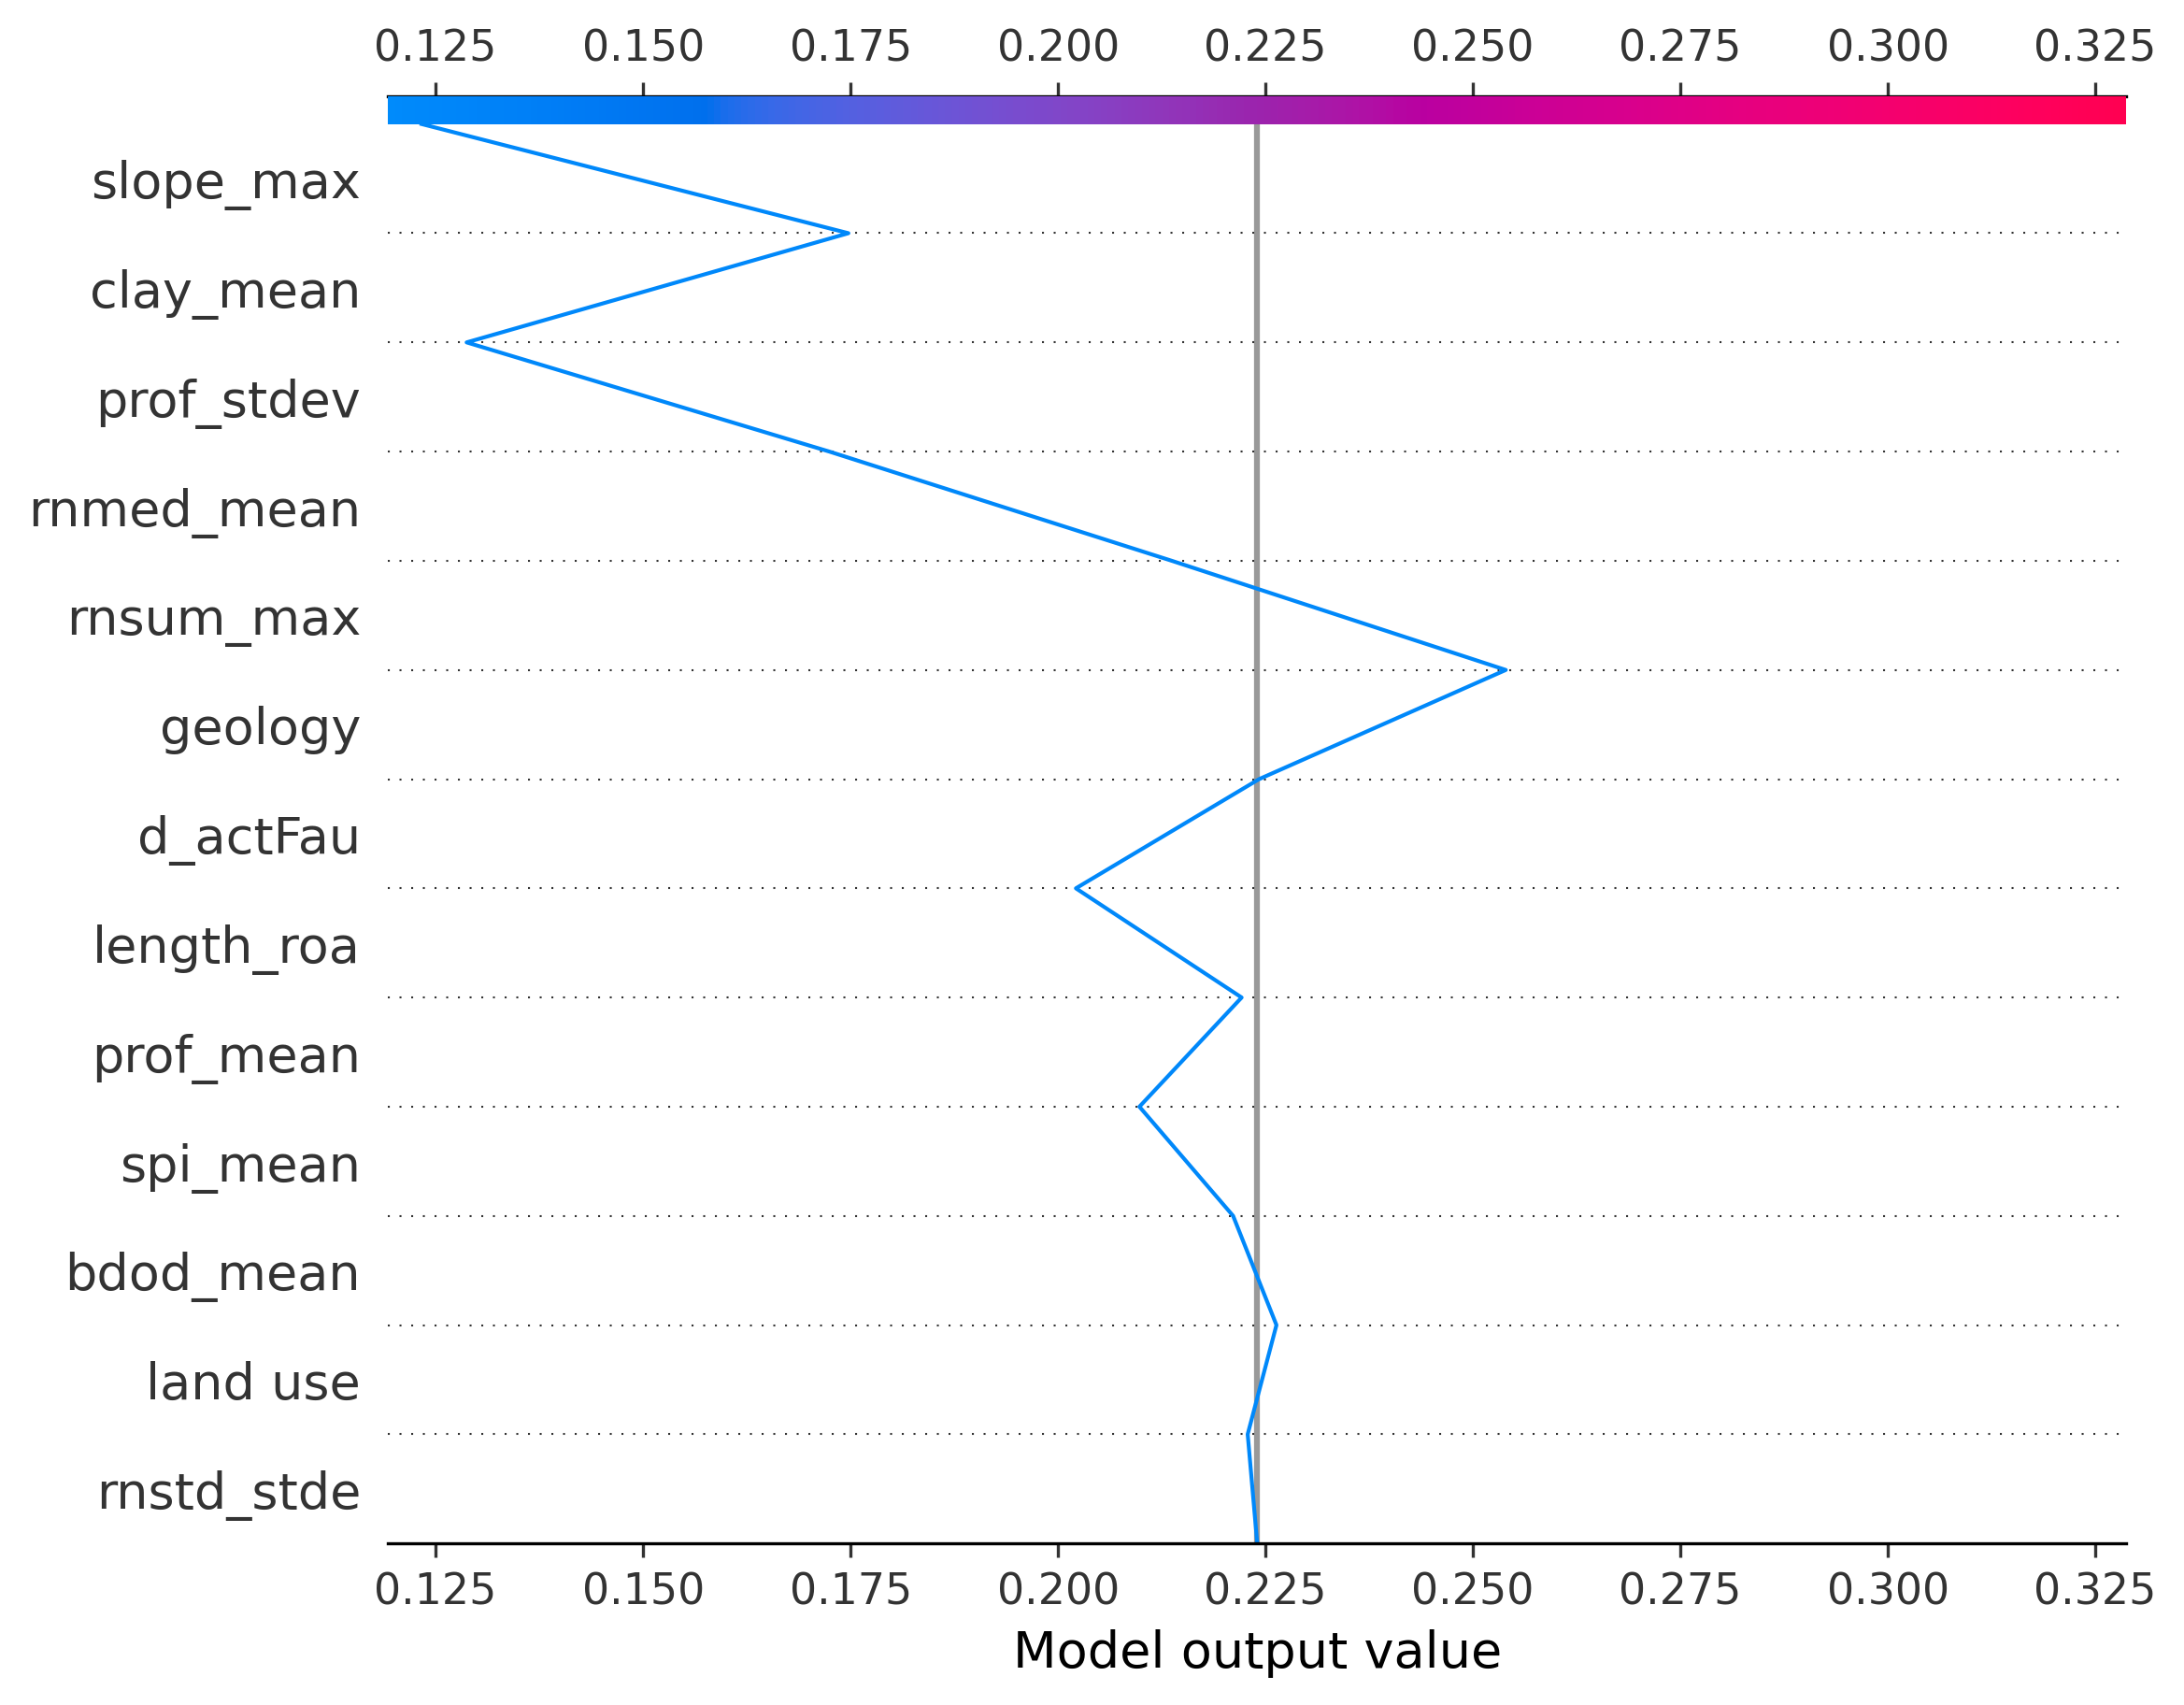 0.125 0.150 0.175 0.200 0.225 0.250 0.275 0.300 0.325
slope_max
clay_mean
prof_stdev
rnmed_mean
rnsum_max
geology
d_actFau
length_roa
prof_mean
spi_mean
bdod_mean
land use
rnstd_stde
0.125 0.150 0.175 0.200 0.225 0.250 0.275 0.300 0.325
Model output value